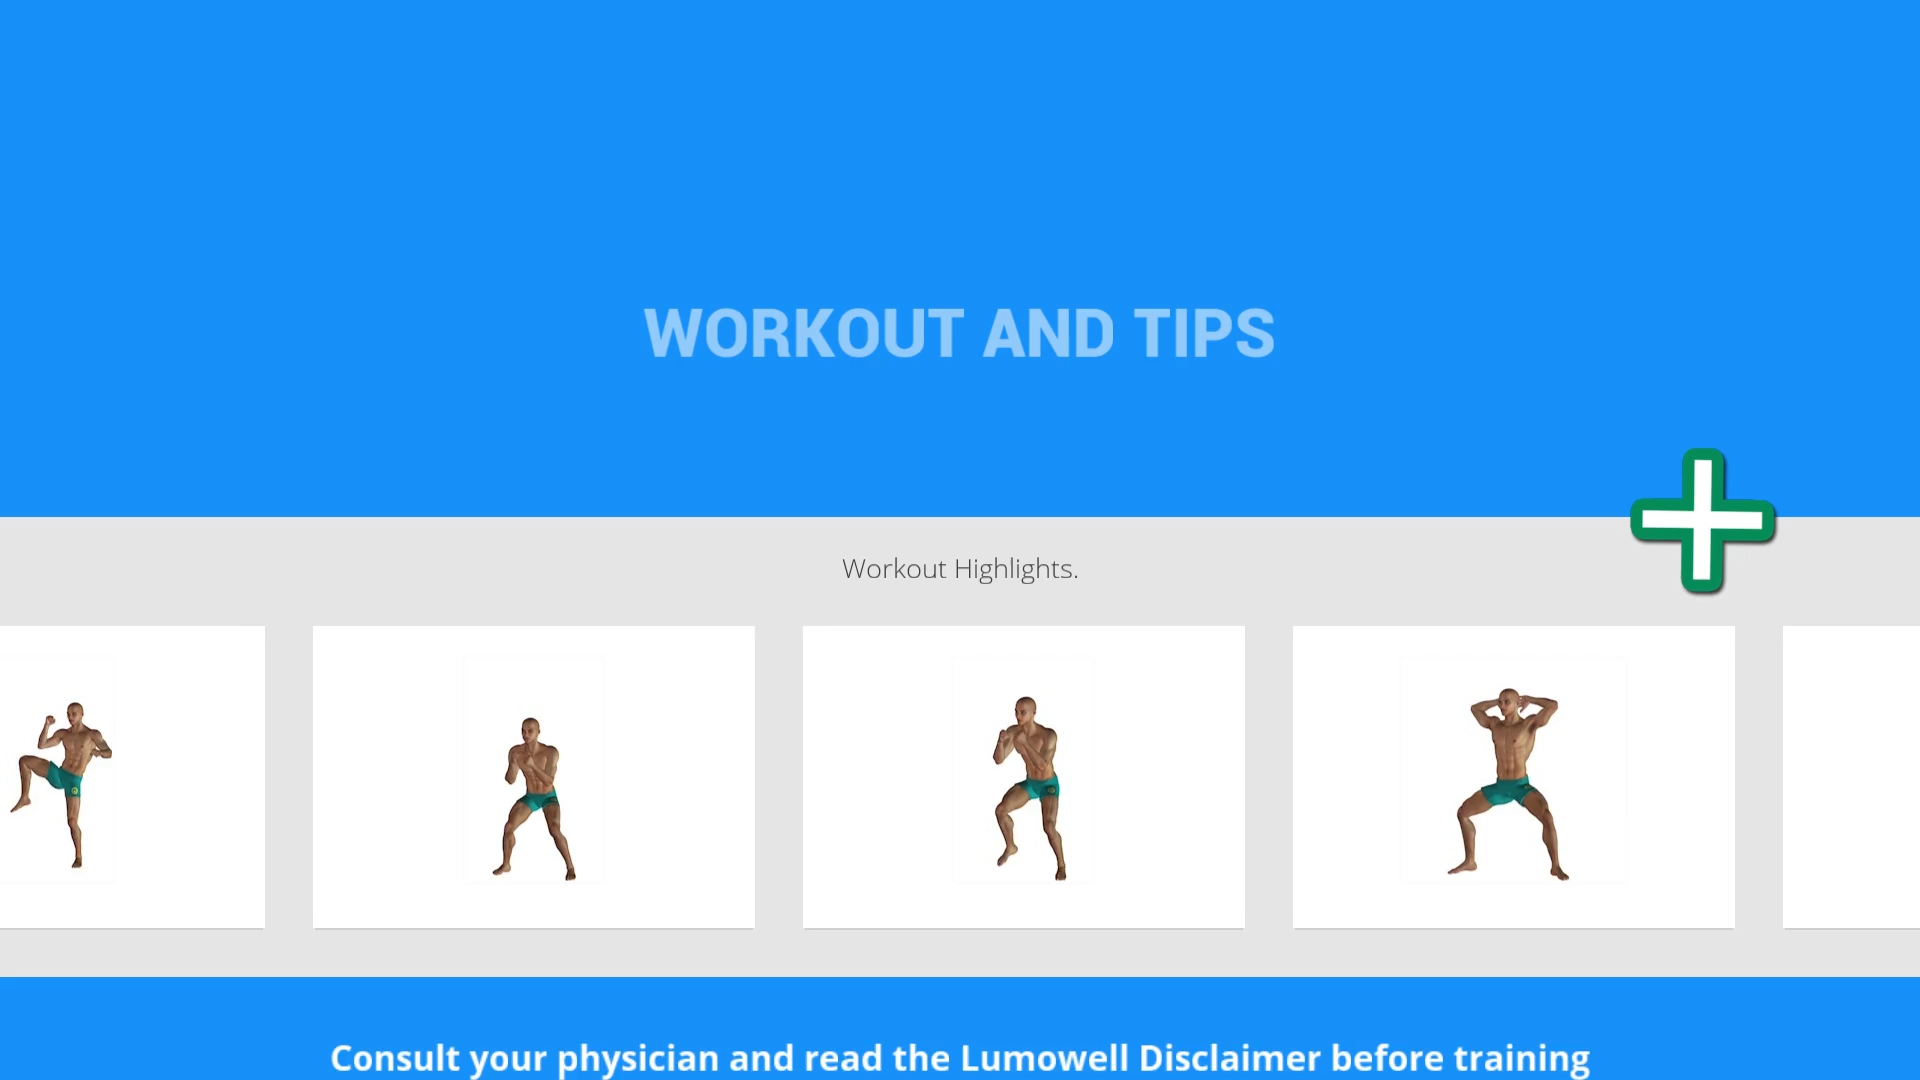 WORKOUT AND TIPS
Workout Highlights.
Consult your physician and read the Lumowell Disclaimer before training